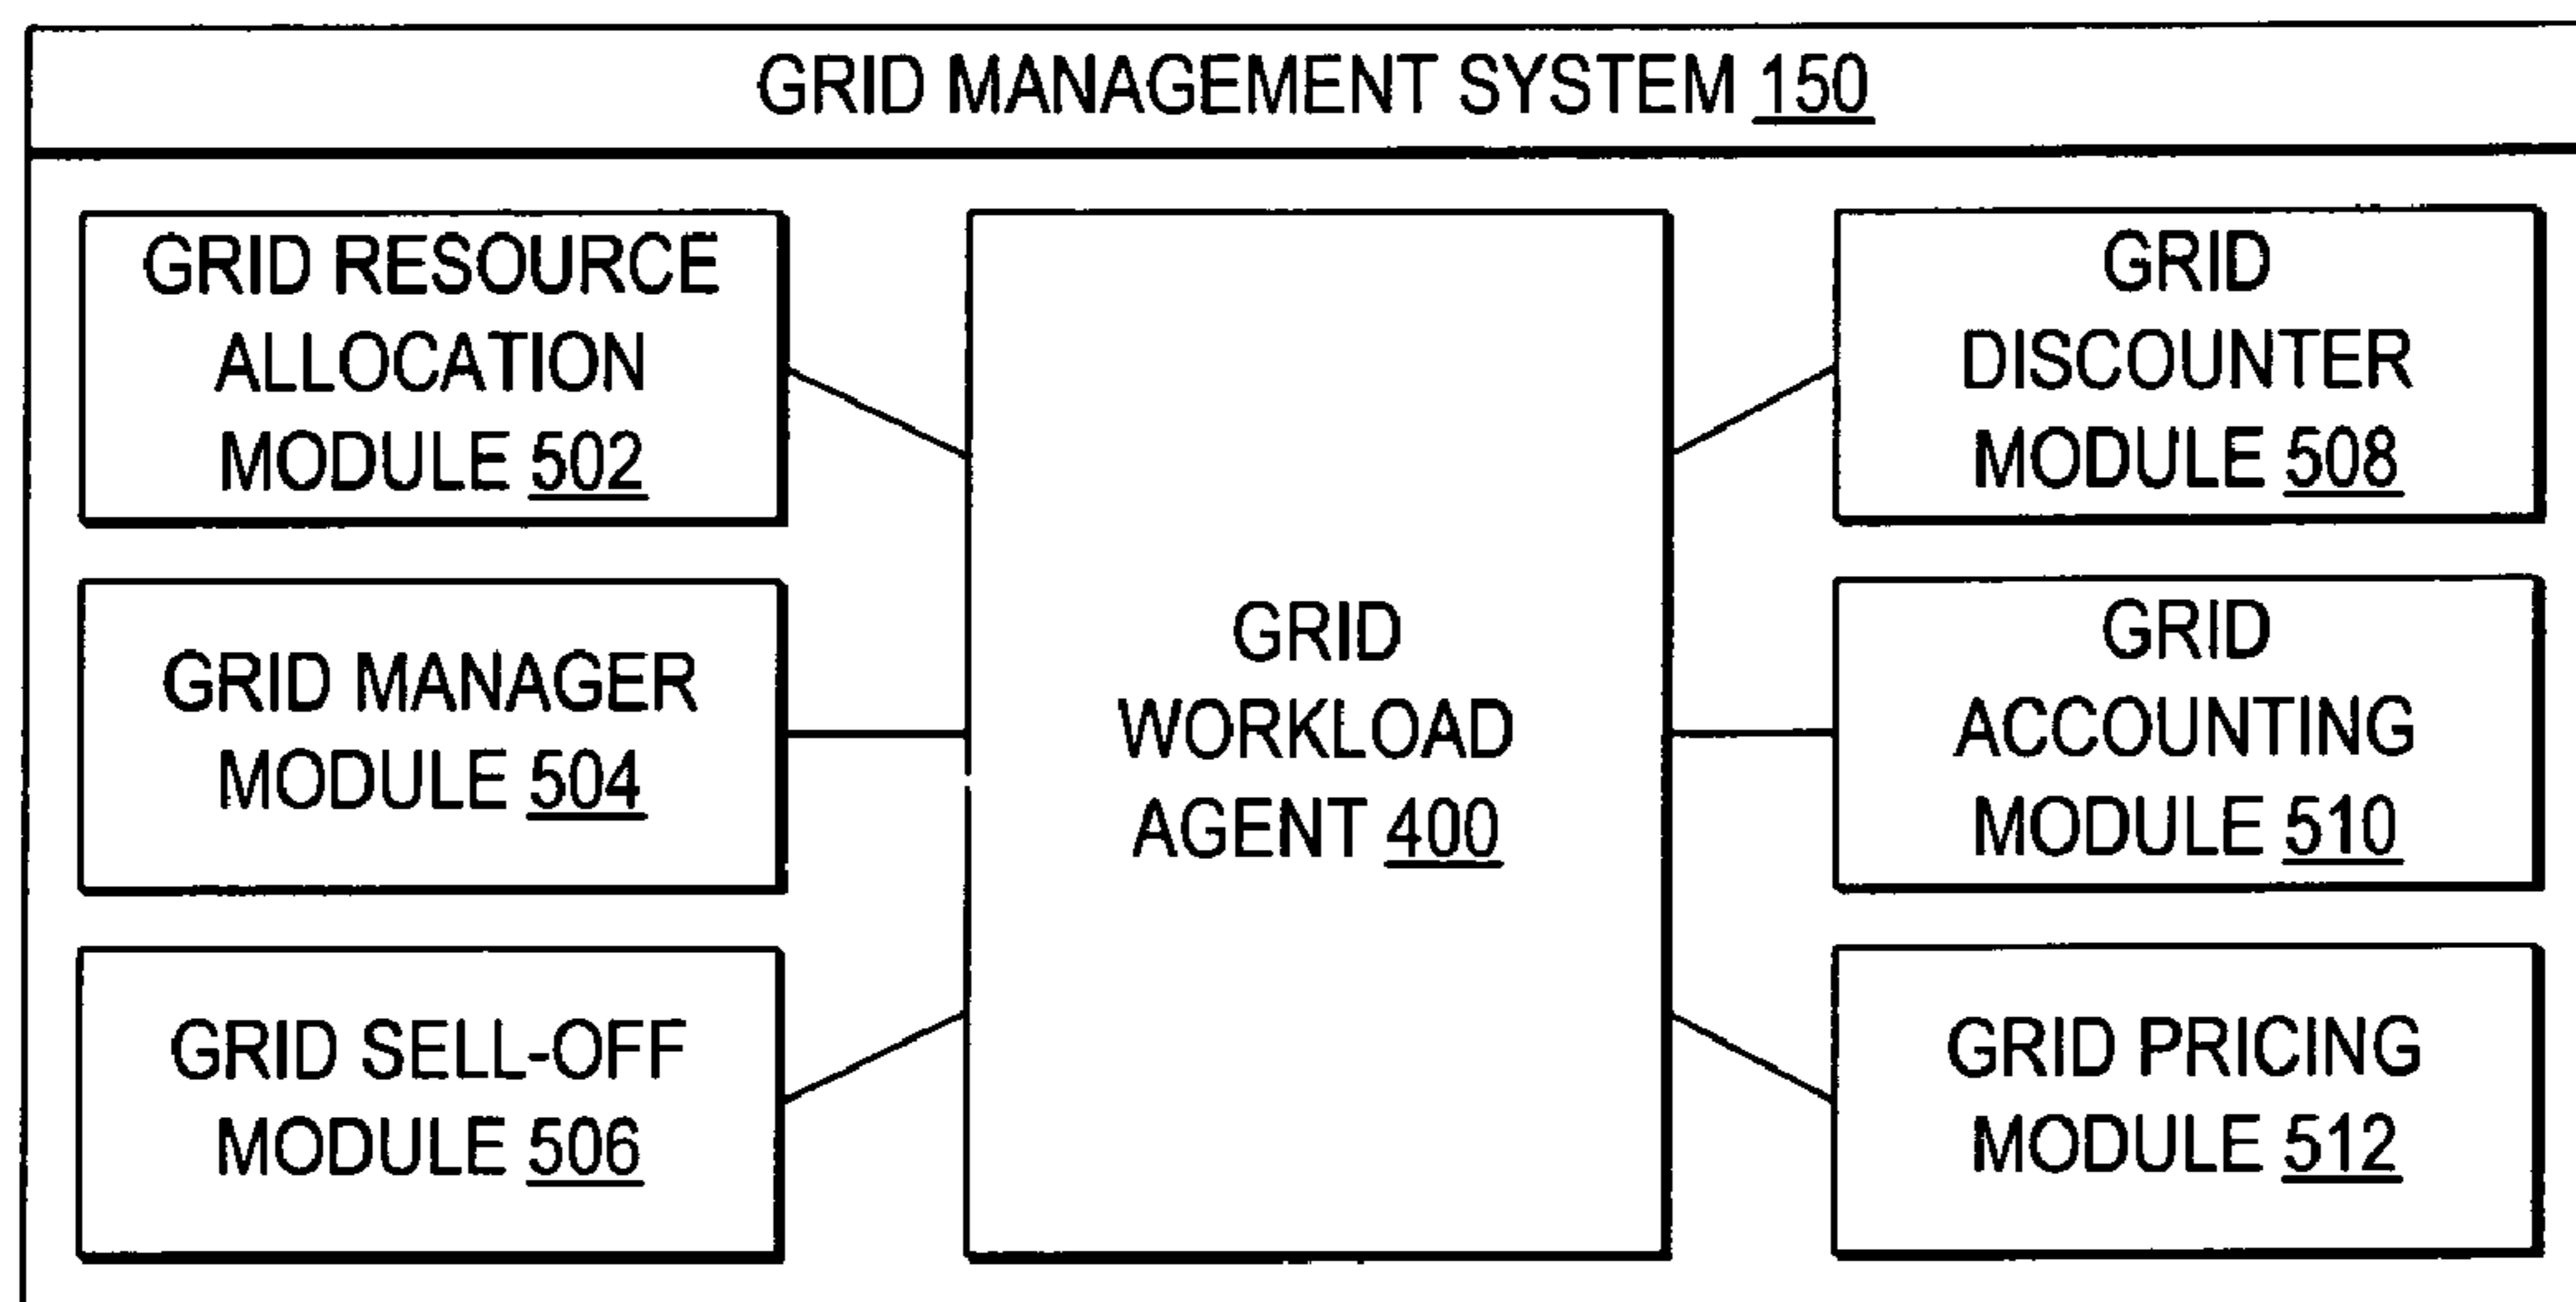 GRID MANAGEMENT SYSTEM 150
GRID RESOURCE
ALLOCATION
MODULE 502
GRID MANAGER
MODULE 504
GRID SELL-OFF
MODULE 506
GRID
WORKLOAD
AGENT 400
GRID
DISCOUNTER
MODULE 508
GRID
ACCOUNTING
MODULE 510
GRID PRICING
MODULE 512